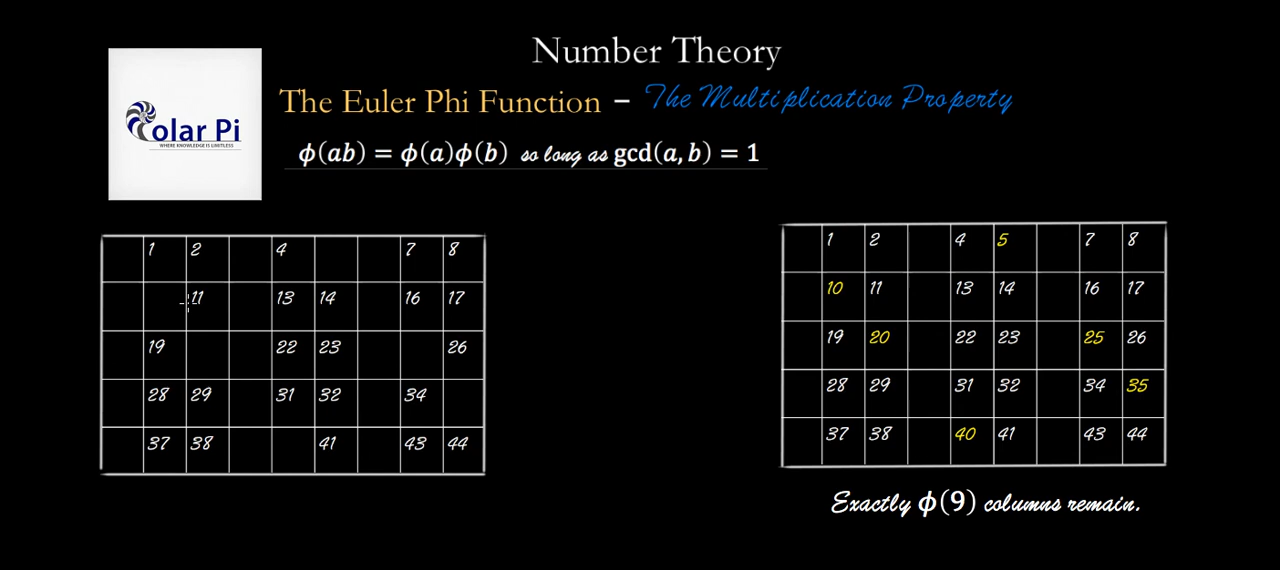 Number Theory
The Euler Phi Function – The Multiplication Property
olar Pi
WHERE KNOWLEDGE IS LIMITLESS
ϕ(ab) = ϕ(a)ϕ(b) so long as gcd(a, b) = 1
1 2 4 7 8
11 13 14 16 17
19 22 23 26
28 29 31 32 34
37 38 41 43 44
1 2 4 5 7 8
10 11 13 14 16 17
19 20 22 23 25 26
28 29 31 32 34 35
37 38 40 41 43 44
Exactly ϕ(9) columns remain.